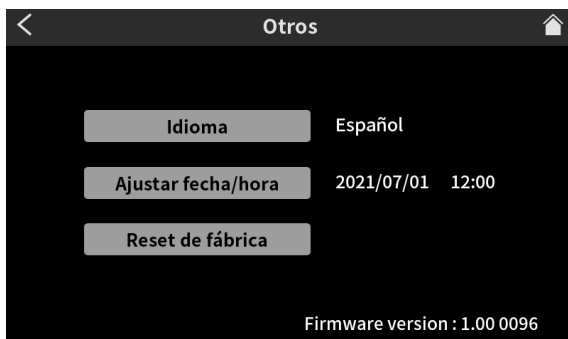 Otros
Idioma Español
Ajustar fecha/hora 2021/07/01 12:00
Reset de fábrica
Firmware version : 1.00 0096